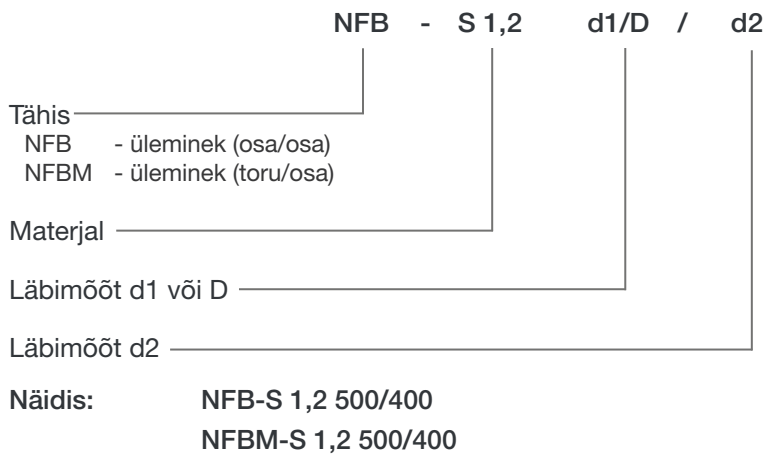 NFB - S 1,2 d1/D / d2
Tähis
NFB - üleminek (osa/osa)
NFBM - üleminek (toru/osa)
Materjal
Läbimõõt d1 või D
Läbimõõt d2
Näidis: NFB-S 1,2 500/400
NFBM-S 1,2 500/400